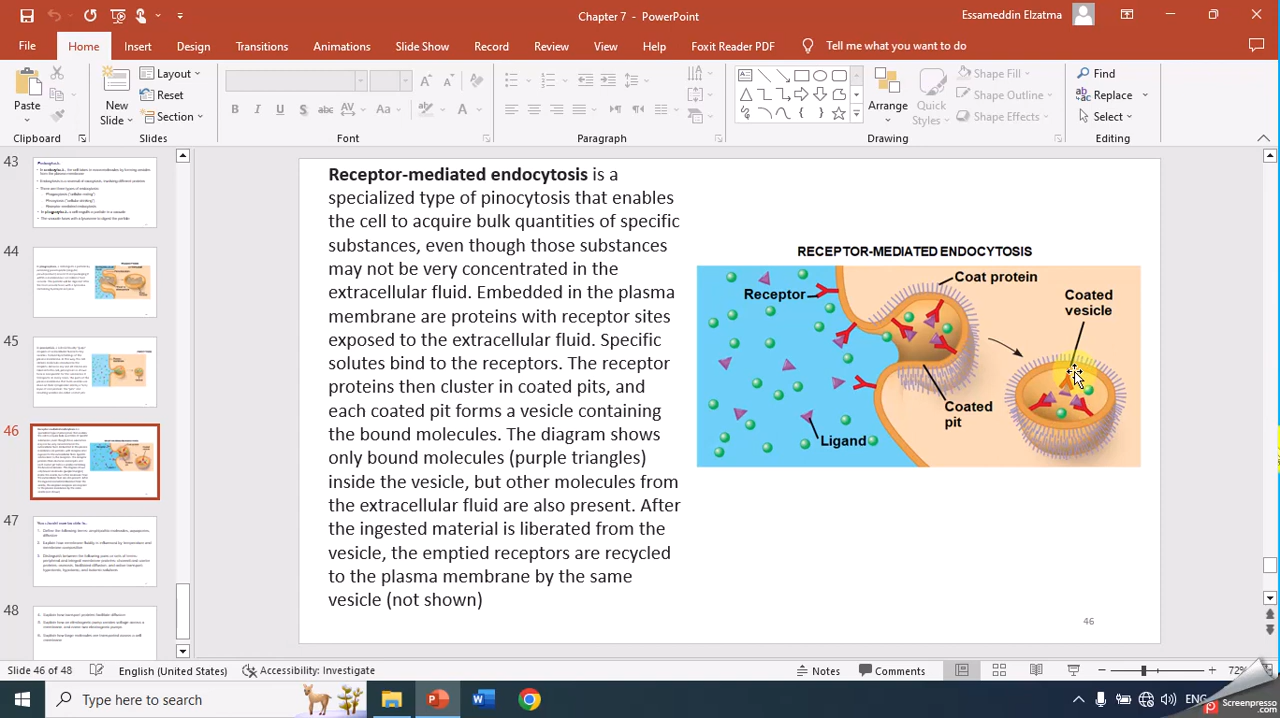 Chapter 7 - PowerPoint
Essameddin Elzatma
File Home Insert Design Transitions Animations Slide Show Record Review View Help Foxit Reader PDF Tell me what you want to do
Paste
New
Slide
Layout
Reset
Section
Arrange
Quick
Styles
Shape Fill
Shape Outline
Shape Effects
Find
Replace
Select
Clipboard Slides Font Paragraph Drawing Editing
43
44
45
46
47
48
Receptor-mediated endocytosis is a
specialized type of pinocytosis that enables
the cell to acquire bulk quantities of specific
substances, even though those substances
may not be very concentrated in the
extracellular fluid. Embedded in the plasma
membrane are proteins with receptor sites
exposed to the extracellular fluid. Specific
solutes bind to the receptors. The receptor
proteins then cluster in coated pits, and
each coated pit forms a vesicle containing
the bound molecules. The diagram shows
only bound molecules (purple triangles)
inside the vesicle, but other molecules from
the extracellular fluid are also present. After
the ingested material is liberated from the
vesicle, the emptied receptors are recycled
to the plasma membrane by the same
vesicle (not shown)
RECEPTOR-MEDIATED ENDOCYTOSIS
Receptor
Coat protein
Coated
vesicle
Coated
pit
Ligand
46
Slide 46 of 48 English (United States) Accessibility: Investigate Notes Comments 72%
Type here to search
ENG
Screenpresso
.com